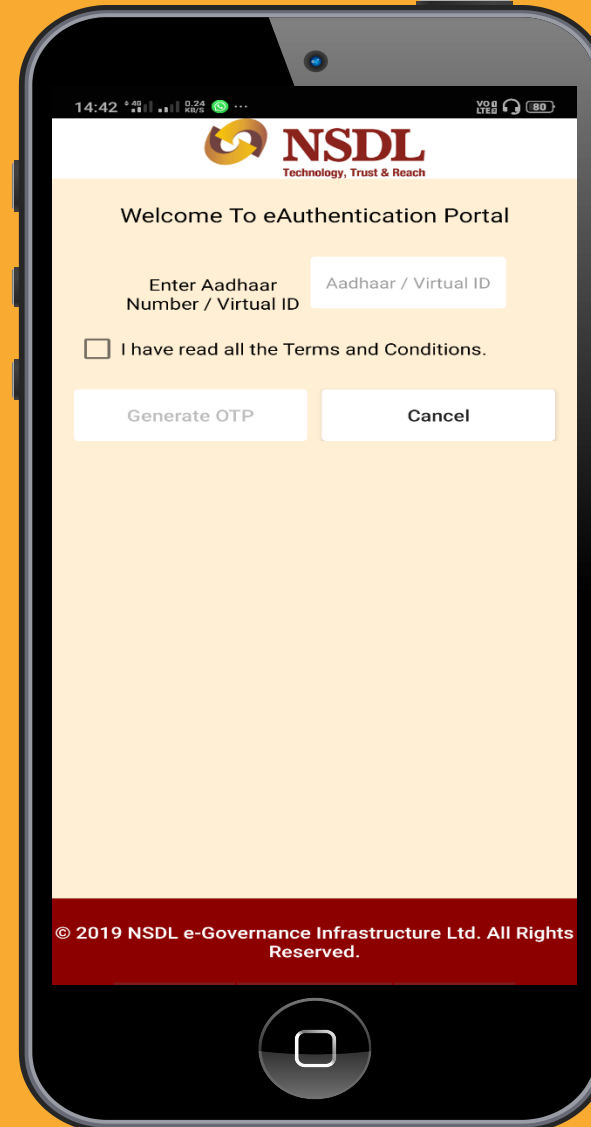 14:42 4G 0.24 KB/S ... VO LTE 80
NSDL
Technology, Trust & Reach
Welcome To eAuthentication Portal
Enter Aadhaar Number / Virtual ID
Aadhaar / Virtual ID
I have read all the Terms and Conditions.
Generate OTP Cancel
© 2019 NSDL e-Governance Infrastructure Ltd. All Rights
Reserved.